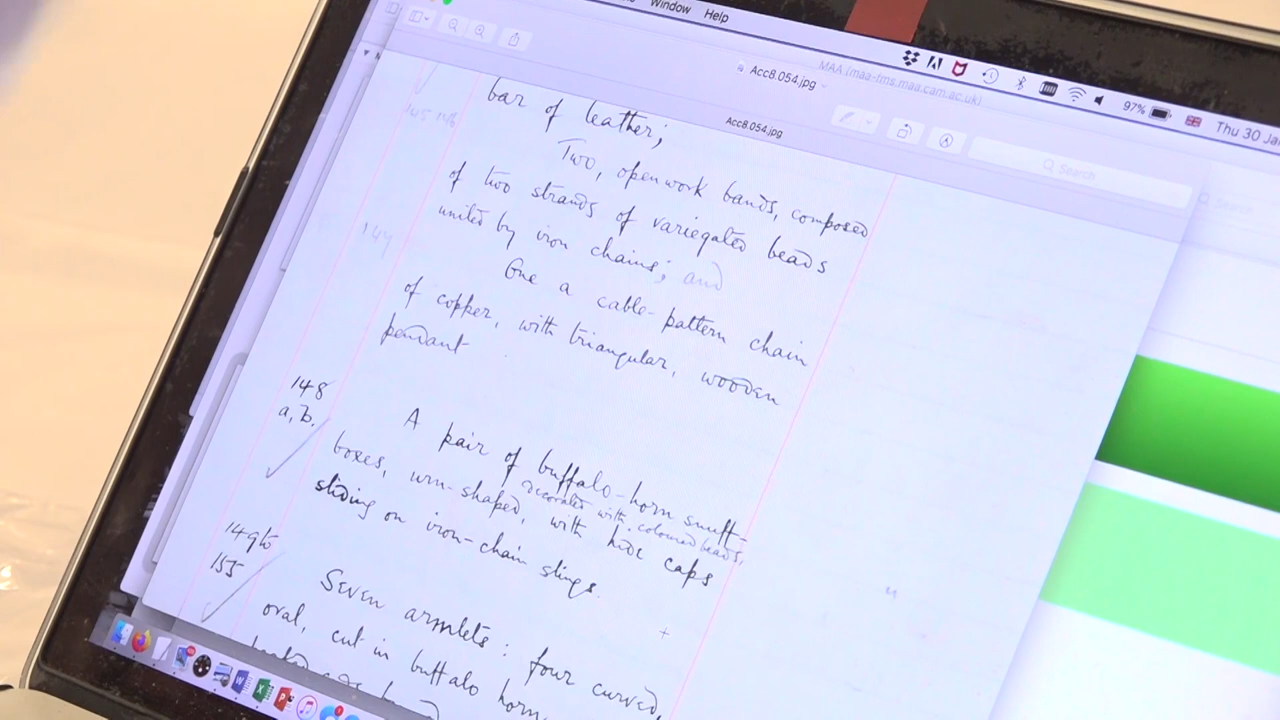 Window Help
MAA (maa-fms.maa.cam.ac.uk)
97%
Thu 30 Ja
Acc8.054.jpg
Acc8.054.jpg
Search
bar of leather;
145 146
Two, openwork bands, composed
of two strands of variegated beads
united by iron chains; and
147
One a cable-pattern chain
of copper, with triangular, wooden
pendant
148
a, b.
A pair of buffalo-horn snuff-
boxes, urn-shaped, with hide caps
decorated with coloured beads,
sliding on iron-chain slings.
149 to
155
Seven armlets: four curved,
oral, cut in buffalo horn